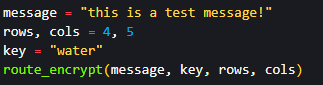 message = "this is a test message!"
rows, cols = 4, 5
key = "water"
route_encrypt(message, key, rows, cols)